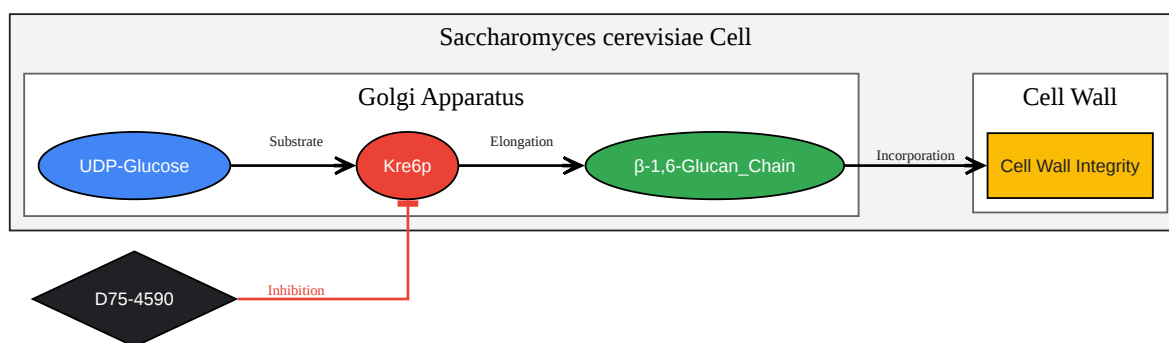 Saccharomyces cerevisiae Cell
Golgi Apparatus
Cell Wall
UDP-Glucose
Substrate
Kre6p
Elongation
β-1,6-Glucan_Chain
Incorporation
Cell Wall Integrity
D75-4590
Inhibition